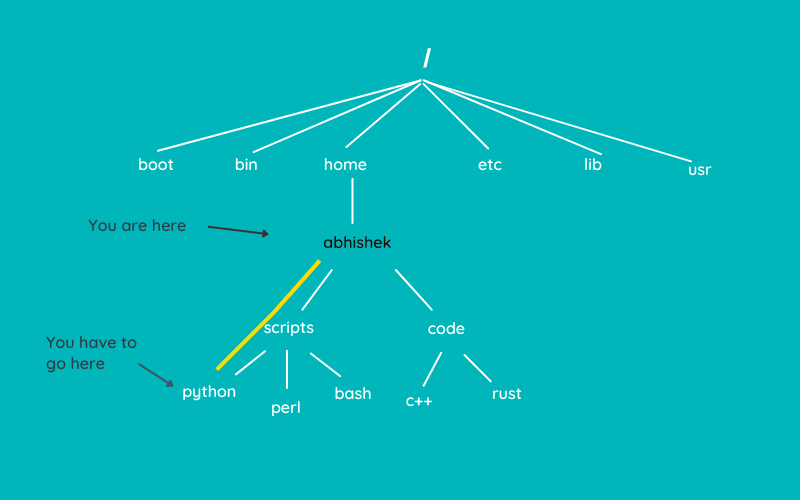 /
boot
bin
home
etc
lib
usr
You are here
abhishek
scripts
code
You have to
go here
python
perl
bash
c++
rust